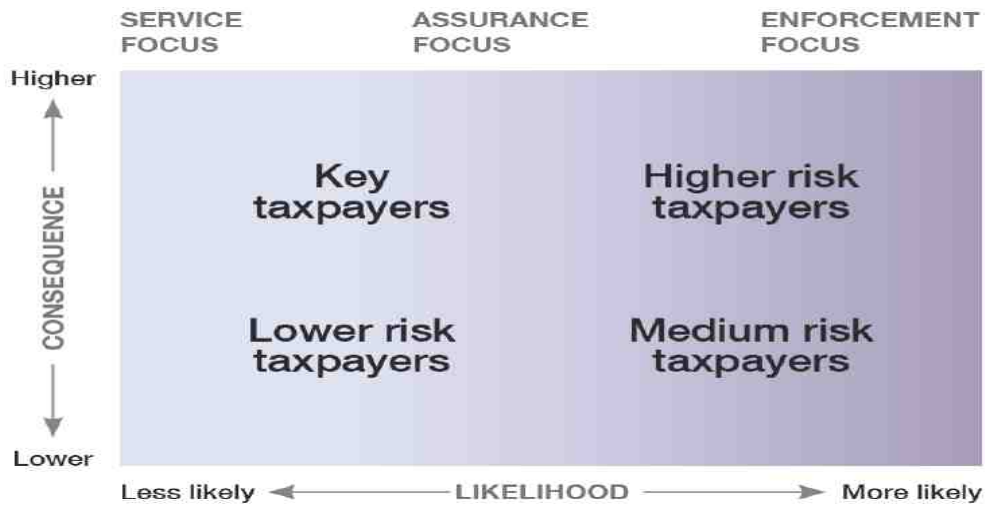 SERVICE FOCUS
ASSURANCE FOCUS
ENFORCEMENT FOCUS
Higher
CONSEQUENCE
Lower
Key
taxpayers
Higher risk
taxpayers
Lower risk
taxpayers
Medium risk
taxpayers
Less likely
LIKELIHOOD
More likely